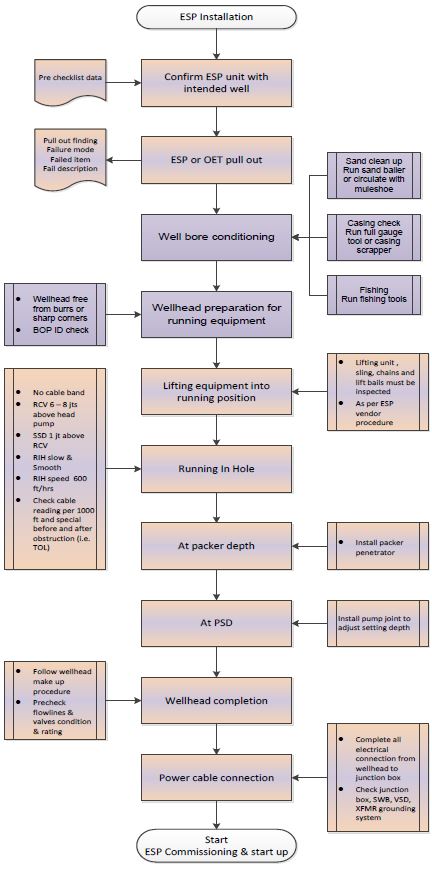 ESP Installation
Pre checklist data
Confirm ESP unit with
intended well
Pull out finding
Failure mode
Failed item
Fail description
ESP or OET pull out
Sand clean up
Run sand bailer
or circulate with
muleshoe
Well bore conditioning
Casing check
Run full gauge
tool or casing
scrapper
Fishing
Run fishing tools
• Wellhead free
from burrs or
sharp corners
• BOP ID check
Wellhead preparation for
running equipment
Lifting equipment into
running position
• Lifting unit ,
sling, chains and
lift bails must be
inspected
• As per ESP
vendor
procedure
• No cable band
• RCV 6 – 8 jts
above head
pump
• SSD 1 jt above
RCV
• RIH slow &
Smooth
• RIH speed 600
ft/hrs
• Check cable
reading per 1000
ft and special
before and after
obstruction (i.e.
TOL)
Running In Hole
At packer depth
• Install packer
penetrator
At PSD
Install pump joint to
adjust setting depth
• Follow wellhead
make up
procedure
• Precheck
flowlines &
valves condition
& rating
Wellhead completion
Power cable connection
• Complete all
electrical
connection from
wellhead to
junction box
• Check junction
box, SWB, VSD,
XFMR grounding
system
Start
ESP Commissioning & start up